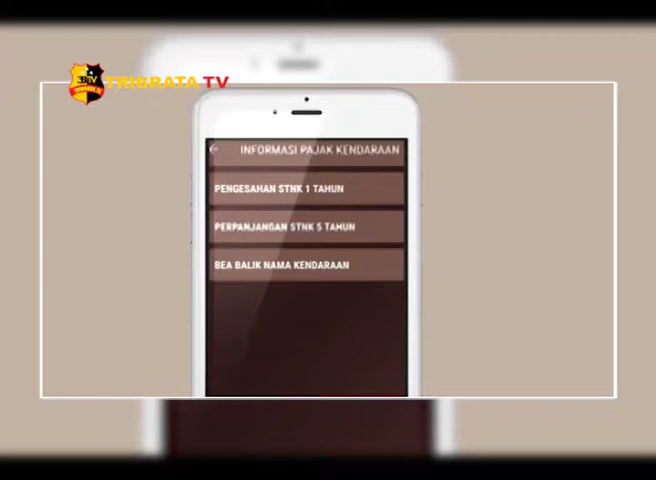 TRIBRATA TV
INFORMASI PAJAK KENDARAAN
PENGESAHAN STNK 1 TAHUN
PERPANJANGAN STNK 5 TAHUN
BEA BALIK NAMA KENDARAAN